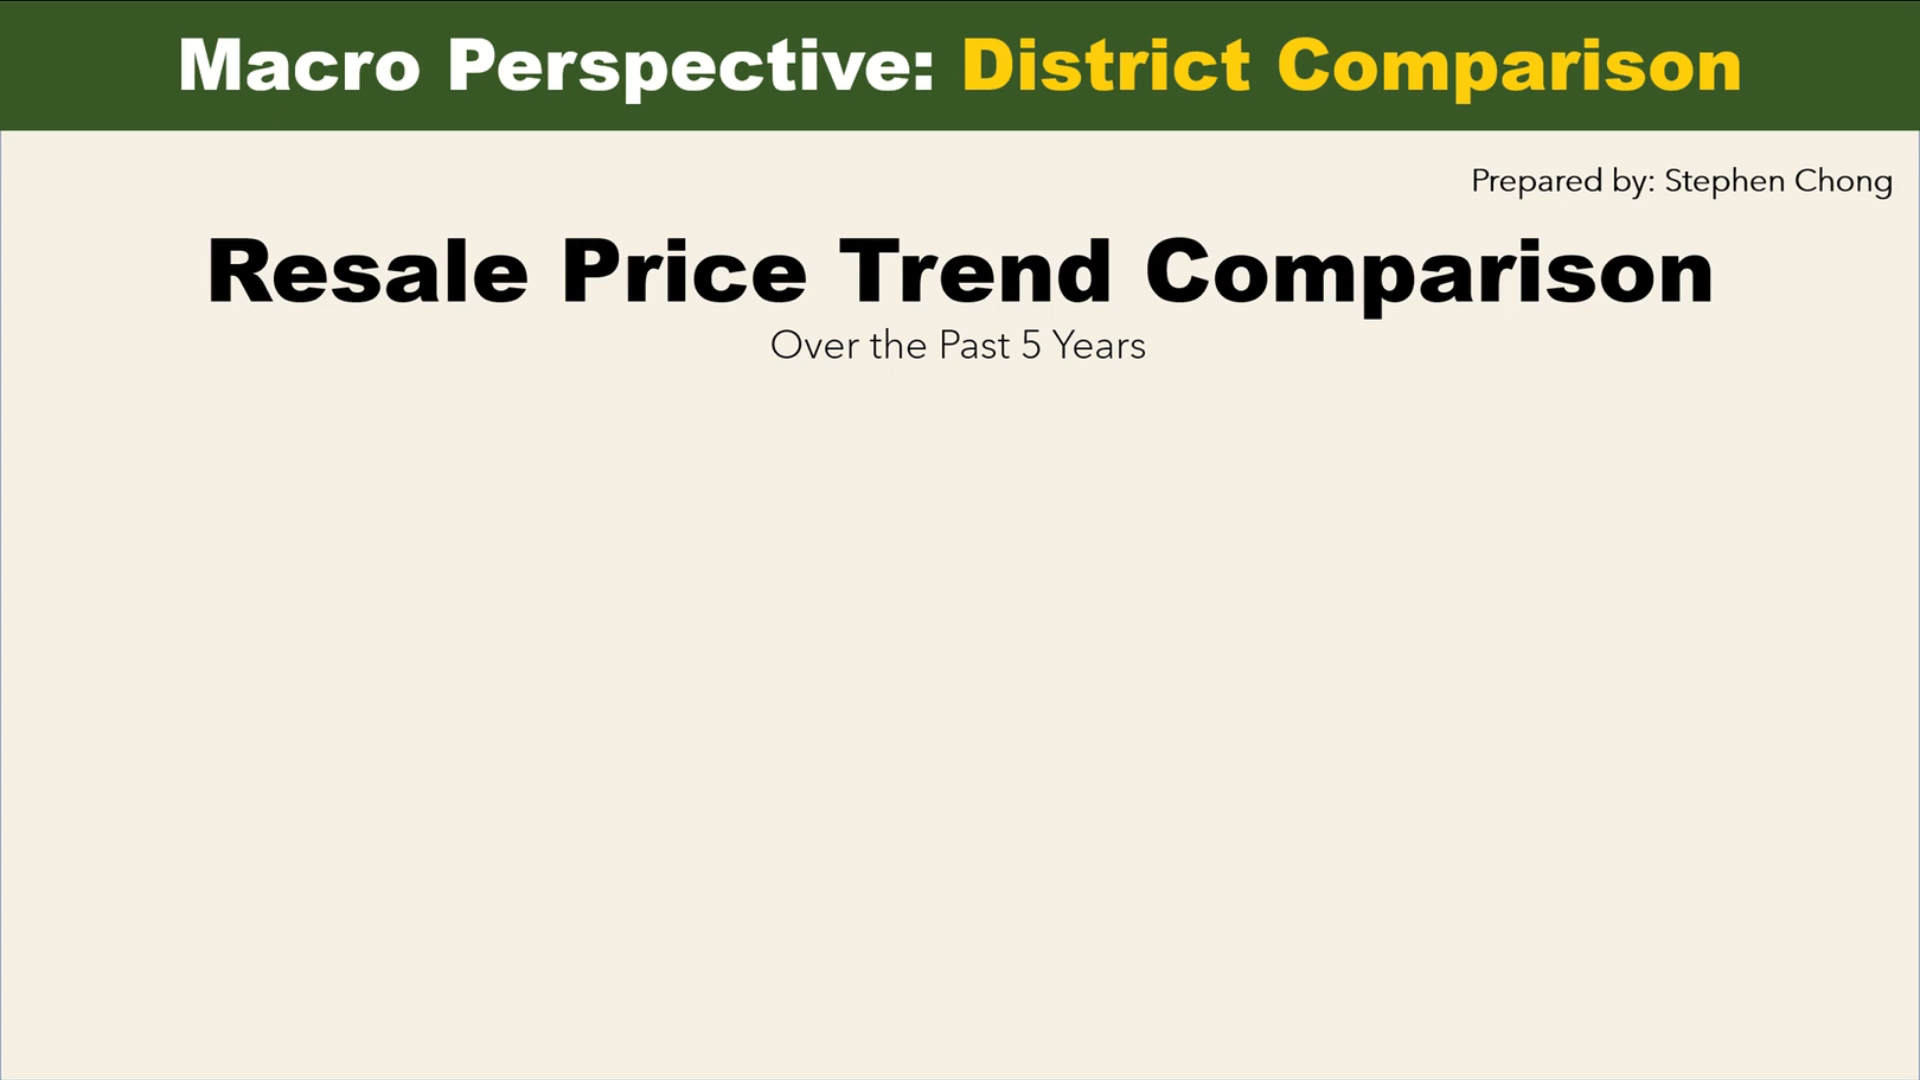 Macro Perspective: District Comparison
Prepared by: Stephen Chong
Resale Price Trend Comparison
Over the Past 5 Years